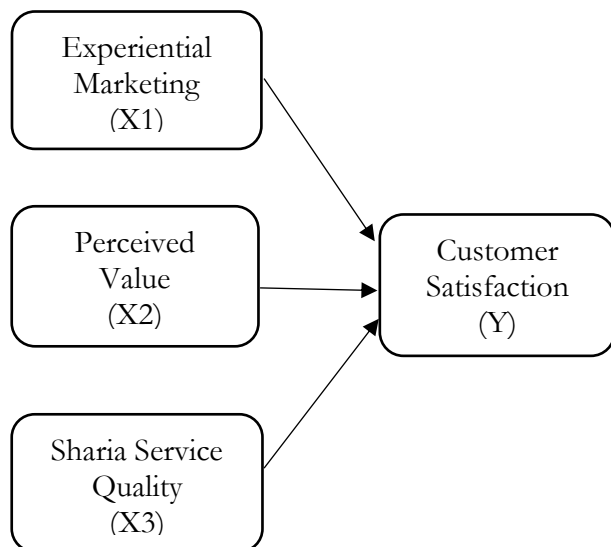 Experiential
Marketing
(X1)
Perceived
Value
(X2)
Customer
Satisfaction
(Y)
Sharia Service
Quality
(X3)